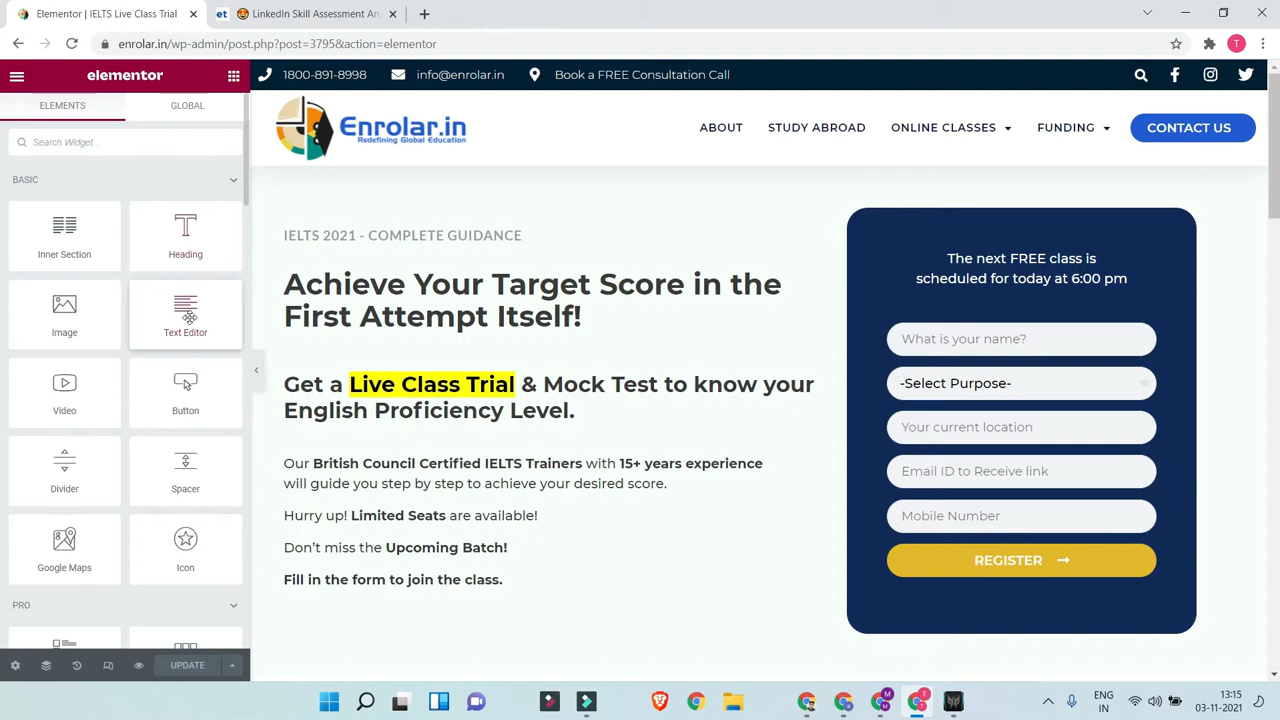 Elementor | IELTS Live Class Trial
LinkedIn Skill Assessment An
enrolar.in/wp-admin/post.php?post=3795&action=elementor
T
elementor
1800-891-8998
info@enrolar.in
Book a FREE Consultation Call
ELEMENTS
GLOBAL
Search Widget...
BASIC
Inner Section
Heading
Image
Text Editor
Video
Button
Divider
Spacer
Google Maps
Icon
PRO
UPDATE
Enrolar.in
Redefining Global Education
ABOUT
STUDY ABROAD
ONLINE CLASSES
FUNDING
CONTACT US
IELTS 2021 - COMPLETE GUIDANCE
Achieve Your Target Score in the
First Attempt Itself!
Get a Live Class Trial & Mock Test to know your
English Proficiency Level.
Our British Council Certified IELTS Trainers with 15+ years experience
will guide you step by step to achieve your desired score.
Hurry up! Limited Seats are available!
Don't miss the Upcoming Batch!
Fill in the form to join the class.
The next FREE class is
scheduled for today at 6:00 pm
What is your name?
-Select Purpose-
Your current location
Email ID to Receive link
Mobile Number
REGISTER
ENG
IN
13:15
03-11-2021